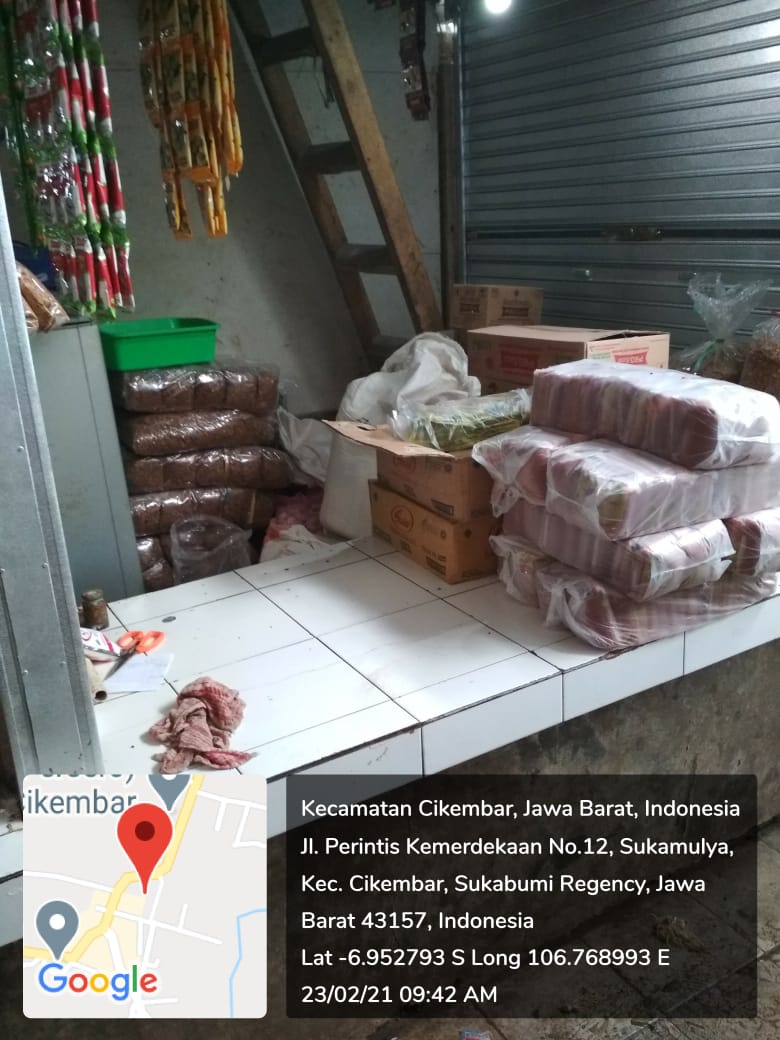 Cikembar
Google
Kecamatan Cikembar, Jawa Barat, Indonesia
Jl. Perintis Kemerdekaan No.12, Sukamulya,
Kec. Cikembar, Sukabumi Regency, Jawa
Barat 43157, Indonesia
Lat -6.952793 S Long 106.768993 E
23/02/21 09:42 AM